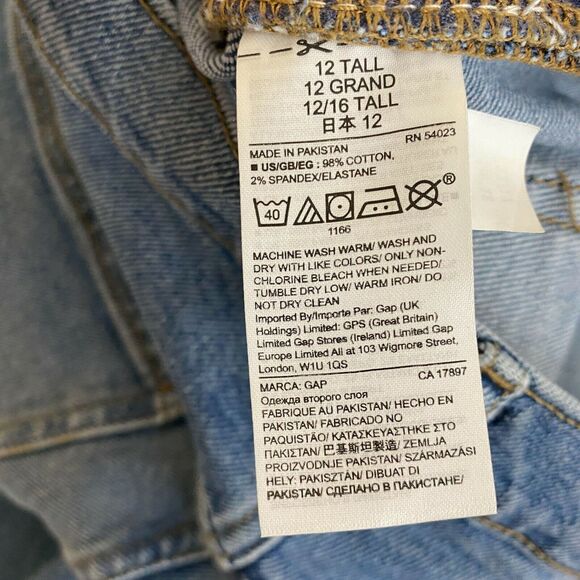 12 TALL
12 GRAND
12/16 TALL
日本 12
RN 54023
MADE IN PAKISTAN
■ US/GB/EG : 98% COTTON,
2% SPANDEX/ELASTANE
40
®
1166
MACHINE WASH WARM/ WASH AND
DRY WITH LIKE COLORS/ ONLY NON-
CHLORINE BLEACH WHEN NEEDED/
TUMBLE DRY LOW/ WARM IRON/ DO
NOT DRY CLEAN
Imported By/Importe Par: Gap (UK
Holdings) Limited: GPS (Great Britain)
Limited Gap Stores (Ireland) Limited Gap
Europe Limited All at 103 Wigmore Street,
London, W1U 1QS
MARCA: GAP
CA 17897
Одежда второго слоя
FABRIQUE AU PAKISTAN/ HECHO EN
PAKISTAN/ FABRICADO NO
PAQUISTÃO/ ΚΑΤΑΣΚΕΥΑΣΤΗΚΕ ΣΤΟ
ΠΑΚΙΣΤΑΝ/ 巴基斯坦製造/ ZEMLJA
PROIZVODNJE PAKISTAN/ SZÁRMAZÁSI
HELY: PAKISZTÁN/ DIBUAT DI
PAKISTAN/ СДЕЛАНО В ПАКИСТАНЕ/